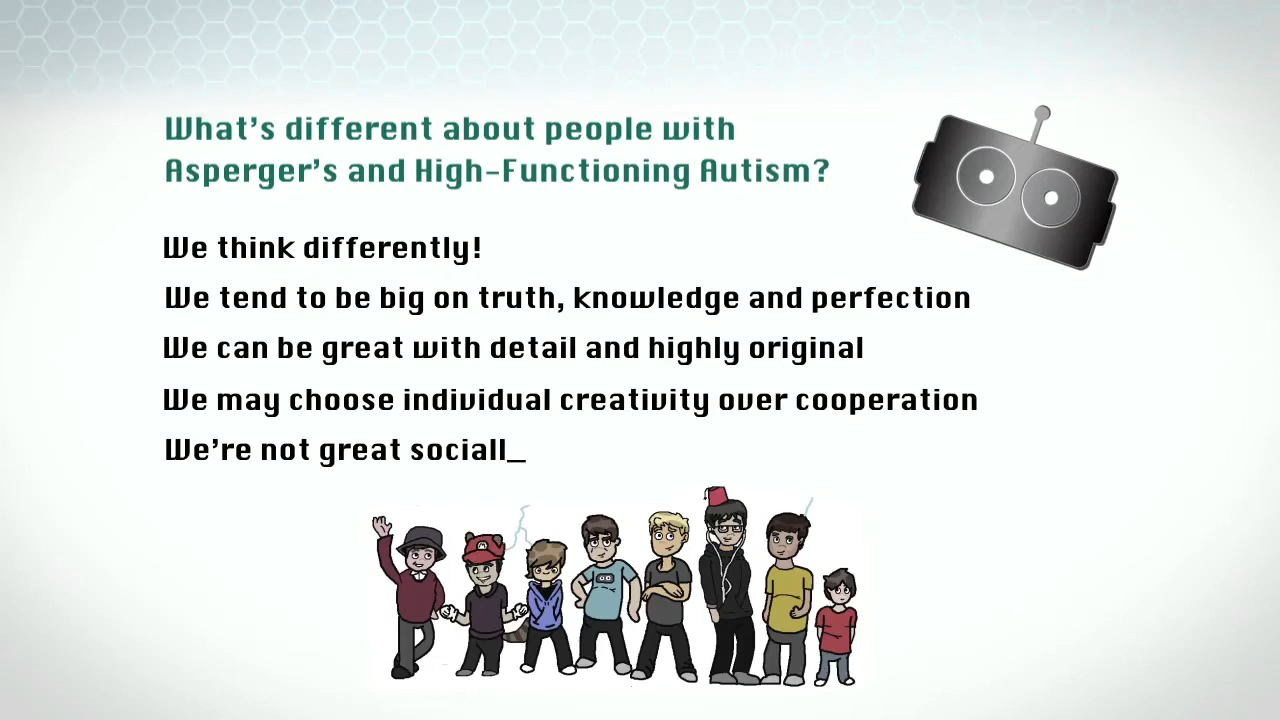 What's different about people with
Asperger's and High-Functioning Autism?
We think differently!
We tend to be big on truth, knowledge and perfection
We can be great with detail and highly original
We may choose individual creativity over cooperation
We're not great sociall_